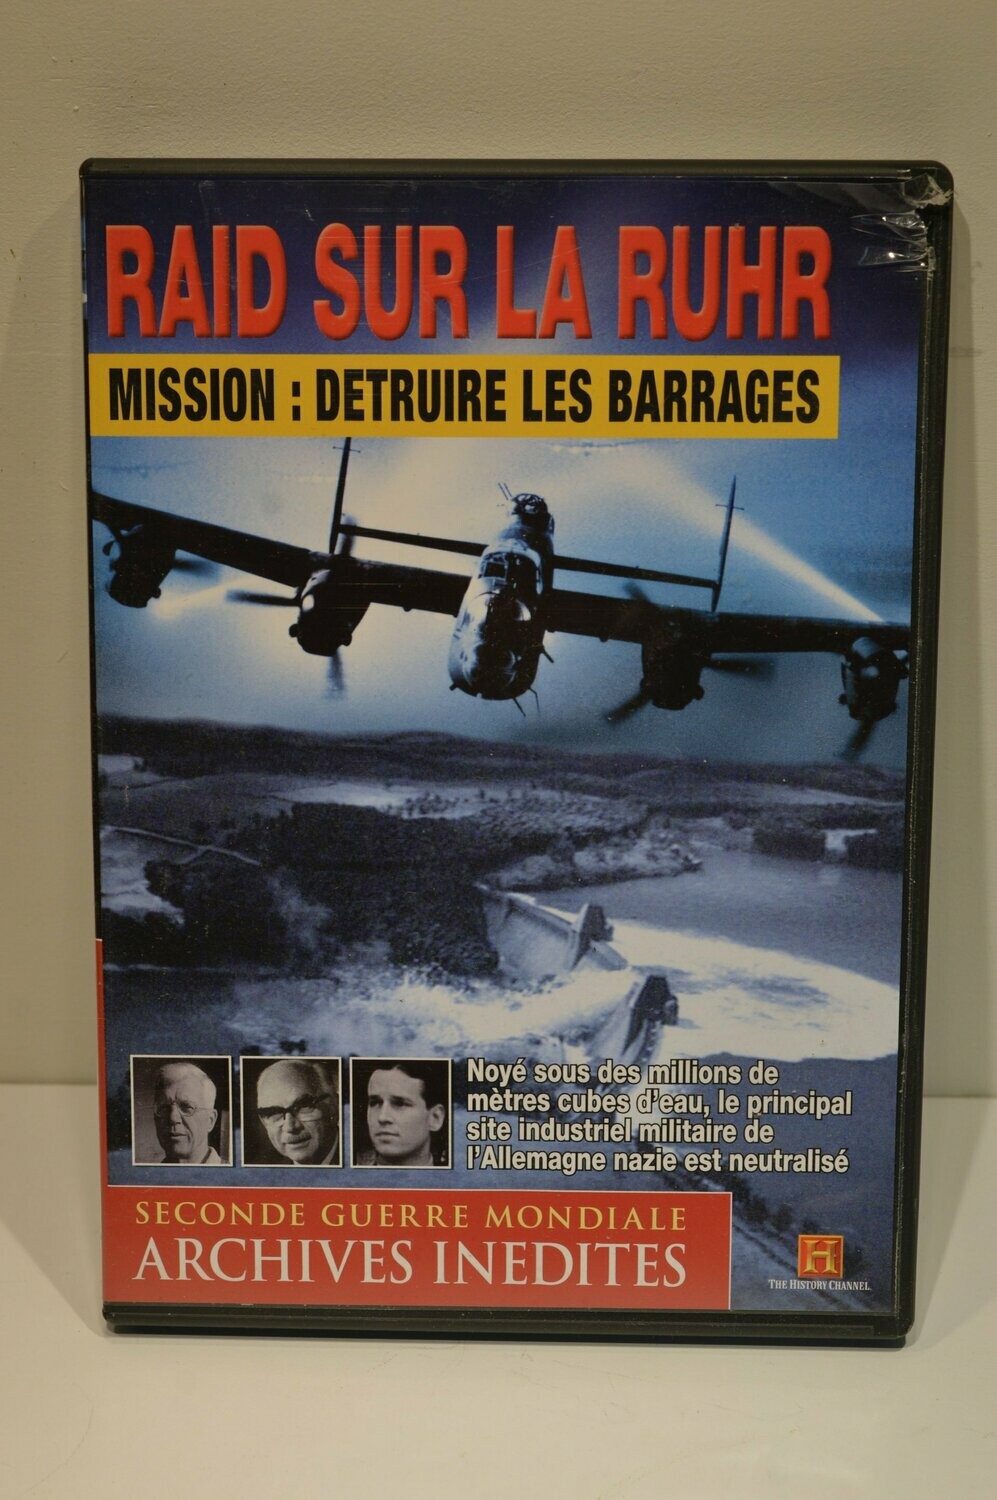 RAID SUR LA RUHR
MISSION : DETRUIRE LES BARRAGES
Noyé sous des millions de
mètres cubes d'eau, le principal
site industriel militaire de
l'Allemagne nazie est neutralisé
SECONDE GUERRE MONDIALE
ARCHIVES INEDITES
H
THE HISTORY CHANNEL